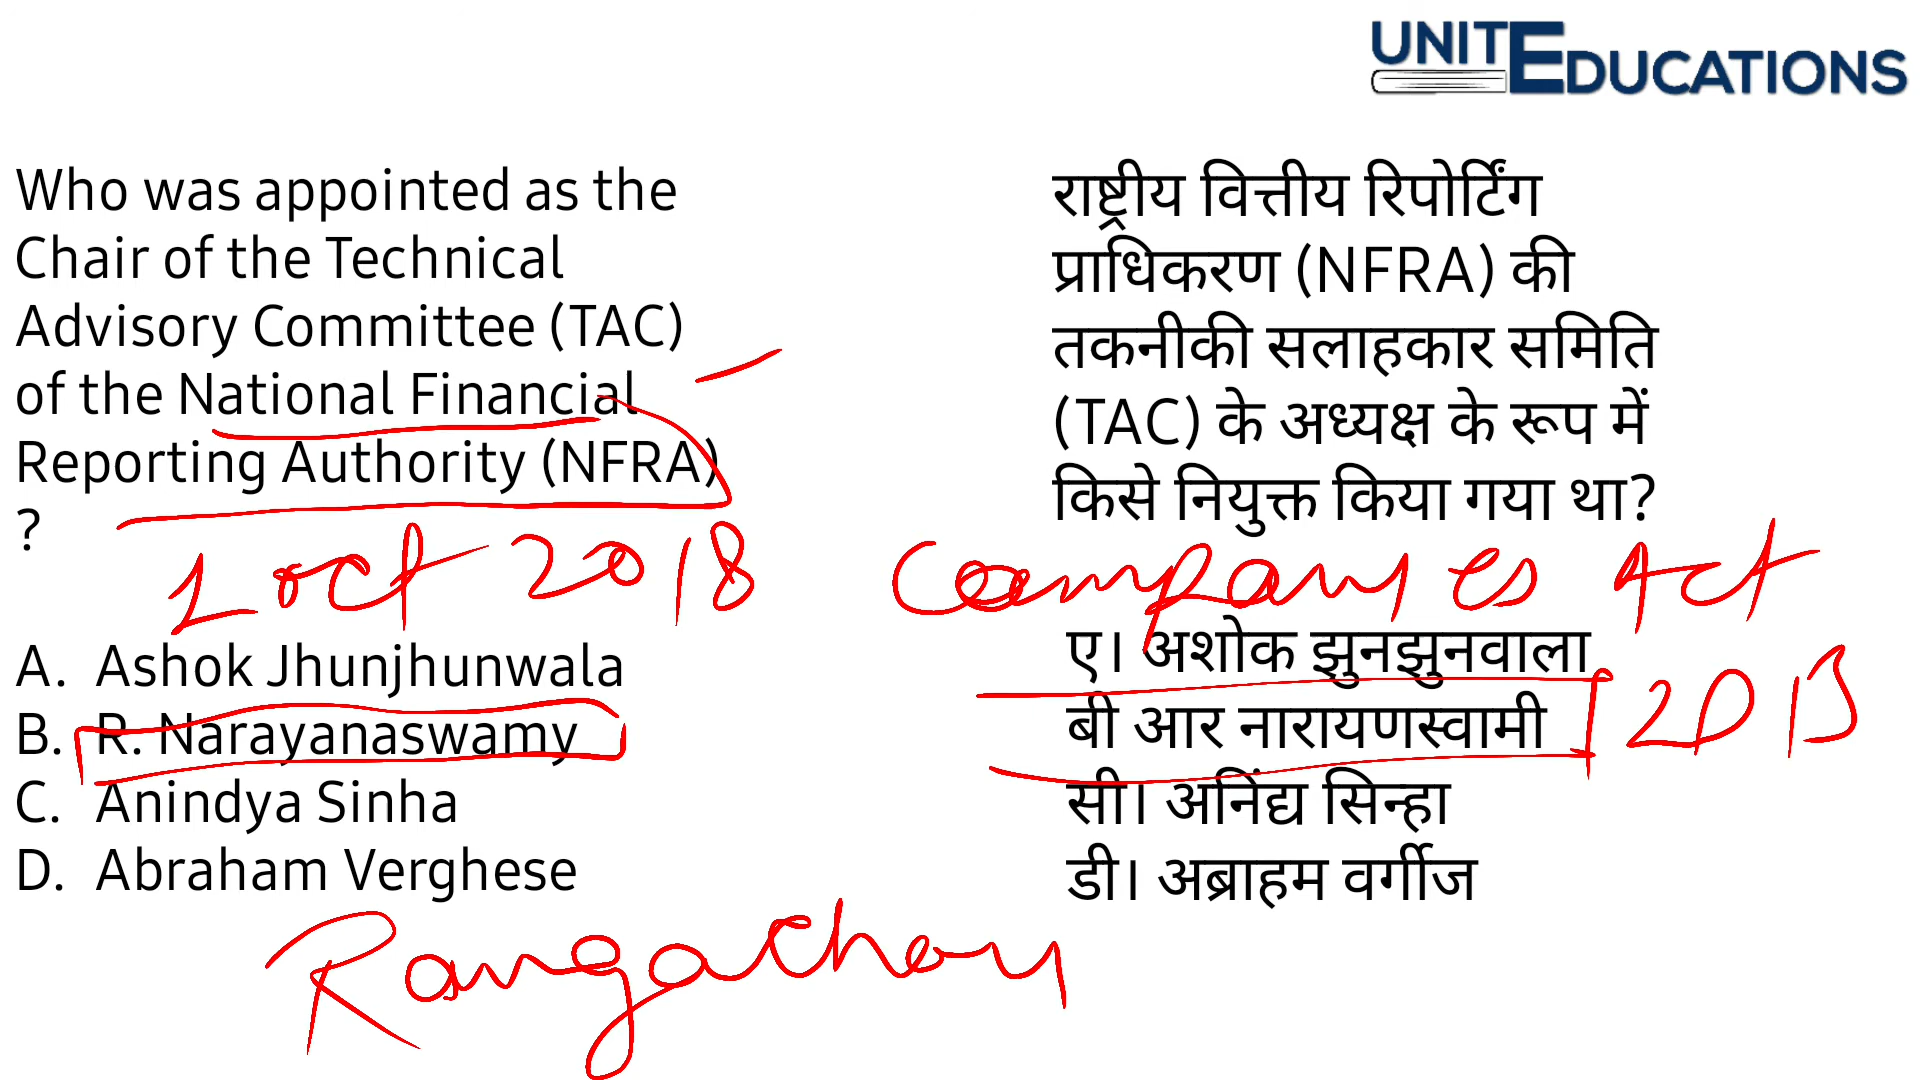 UNIT EDUCATIONS
Who was appointed as the
Chair of the Technical
Advisory Committee (TAC)
of the National Financial
Reporting Authority (NFRA)
?
1 oct 2018
A. Ashok Jhunjhunwala
B. R. Narayanaswamy
C. Anindya Sinha
D. Abraham Verghese
राष्ट्रीय वित्तीय रिपोर्टिंग
प्राधिकरण (NFRA) की
तकनीकी सलाहकार समिति
(TAC) के अध्यक्ष के रूप में
किसे नियुक्त किया गया था?
Companies Act
ए। अशोक झुनझुनवाला
बी आर नारायणस्वामी
2013
सी। अनिंद्य सिन्हा
डी। अब्राहम वर्गीज